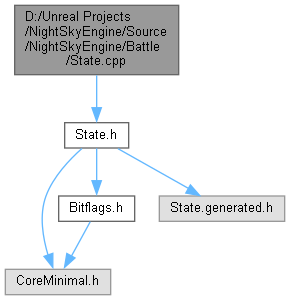 D:/Unreal Projects
/NightSkyEngine/Source
/NightSkyEngine/Battle
/State.cpp
State.h
Bitflags.h
State.generated.h
CoreMinimal.h